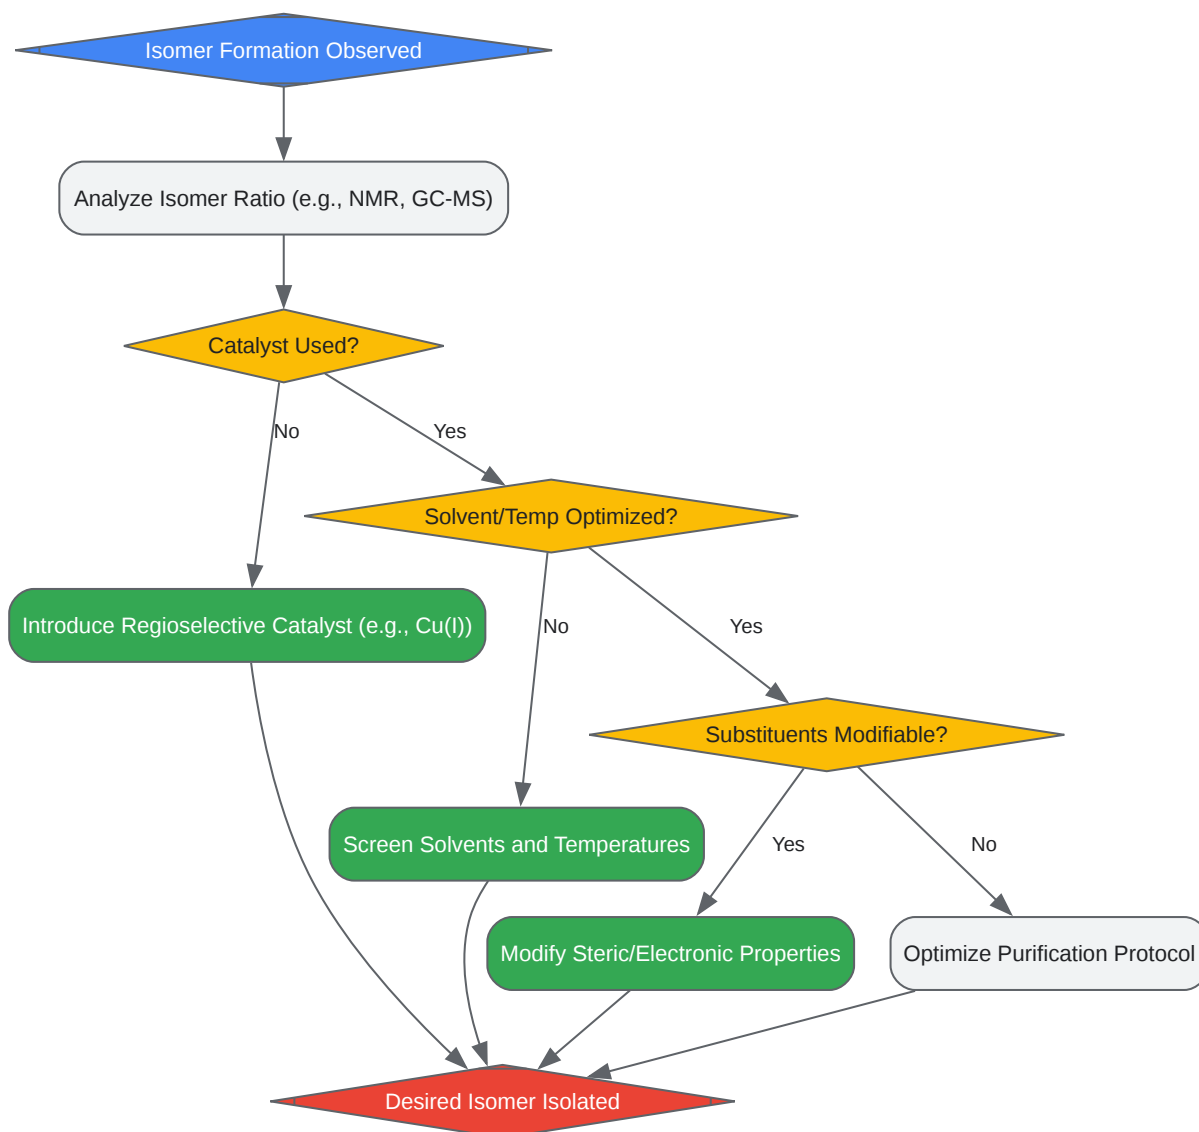 Isomer Formation Observed
Analyze Isomer Ratio (e.g., NMR, GC-MS)
Catalyst Used?
No
Yes
Solvent/Temp Optimized?
Introduce Regioselective Catalyst (e.g., Cu(I))
No
Yes
Substituents Modifiable?
Screen Solvents and Temperatures
Yes
No
Modify Steric/Electronic Properties
Optimize Purification Protocol
Desired Isomer Isolated